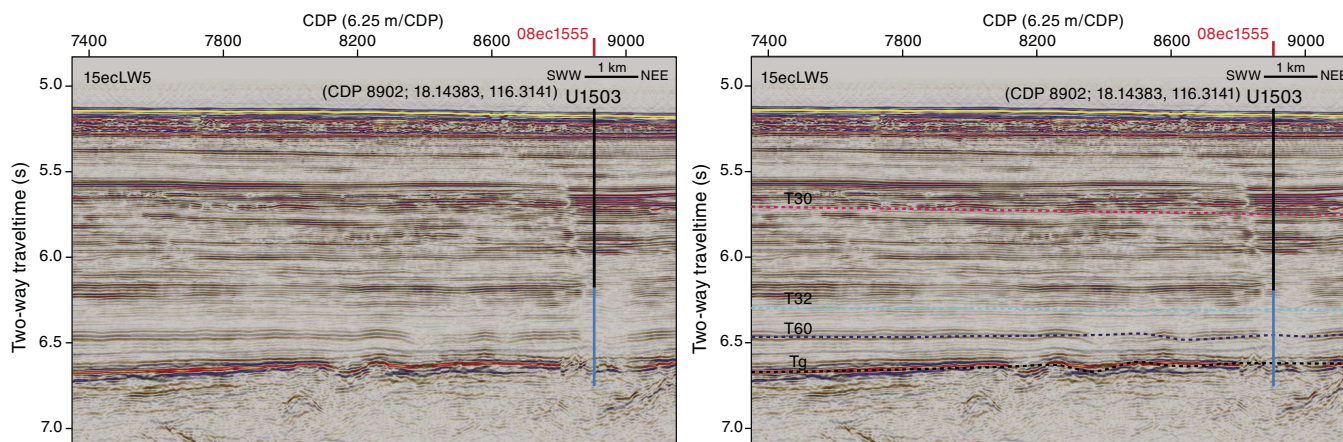 CDP (6.25 m/CDP)
08ec1555
7400 7800 8200 8600 9000
15ecLW5
1 km
SWW NEE
(CDP 8902; 18.14383, 116.3141) U1503
Two-way traveltime (s)
5.0
5.5
6.0
6.5
7.0
CDP (6.25 m/CDP)
08ec1555
7400 7800 8200 8600 9000
15ecLW5
1 km
SWW NEE
(CDP 8902; 18.14383, 116.3141) U1503
Two-way traveltime (s)
5.0
5.5
T30
6.0
T32
T60
6.5
Tg
7.0